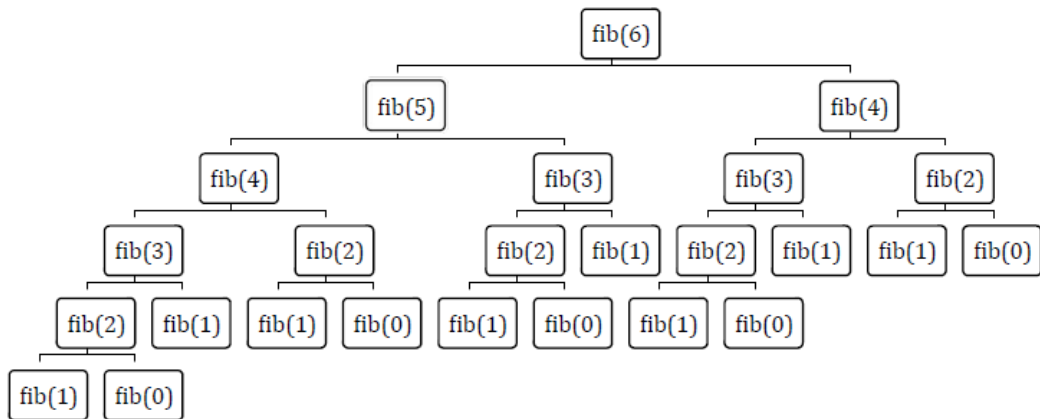 fib(6)
fib(5) fib(4)
fib(4) fib(3) fib(3) fib(2)
fib(3) fib(2) fib(2) fib(1) fib(2) fib(1) fib(1) fib(0)
fib(2) fib(1) fib(1) fib(0) fib(1) fib(0) fib(1) fib(0)
fib(1) fib(0)